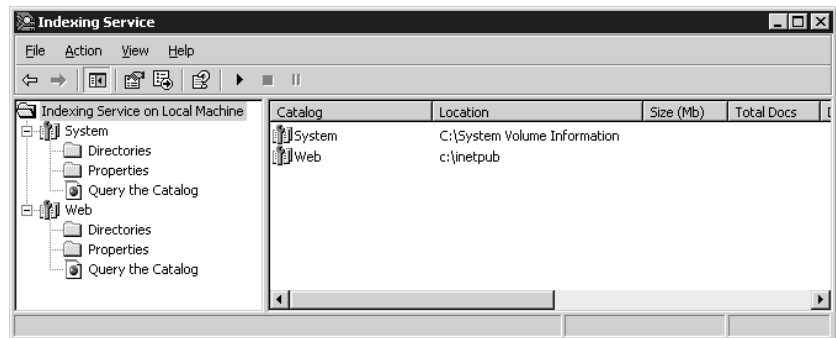 Indexing Service
File Action View Help
Indexing Service on Local Machine
System
Directories
Properties
Query the Catalog
Web
Directories
Properties
Query the Catalog
Catalog Location Size (Mb) Total Docs
System C:\System Volume Information
Web c:\inetpub